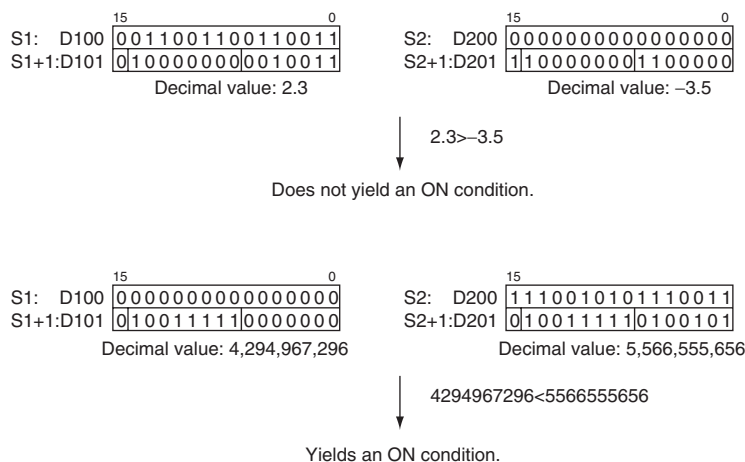 15 0 15 0
S1: D100 0011001100110011 S2: D200 0000000000000000
S1+1:D101 0100000000010011 S2+1:D201 1100000001100000
Decimal value: 2.3 Decimal value: −3.5
2.3>−3.5
Does not yield an ON condition.
15 0 15
S1: D100 0000000000000000 S2: D200 1110010101110011
S1+1:D101 0100111110000000 S2+1:D201 0100111110100101
Decimal value: 4,294,967,296 Decimal value: 5,566,555,656
4294967296<5566555656
Yields an ON condition.